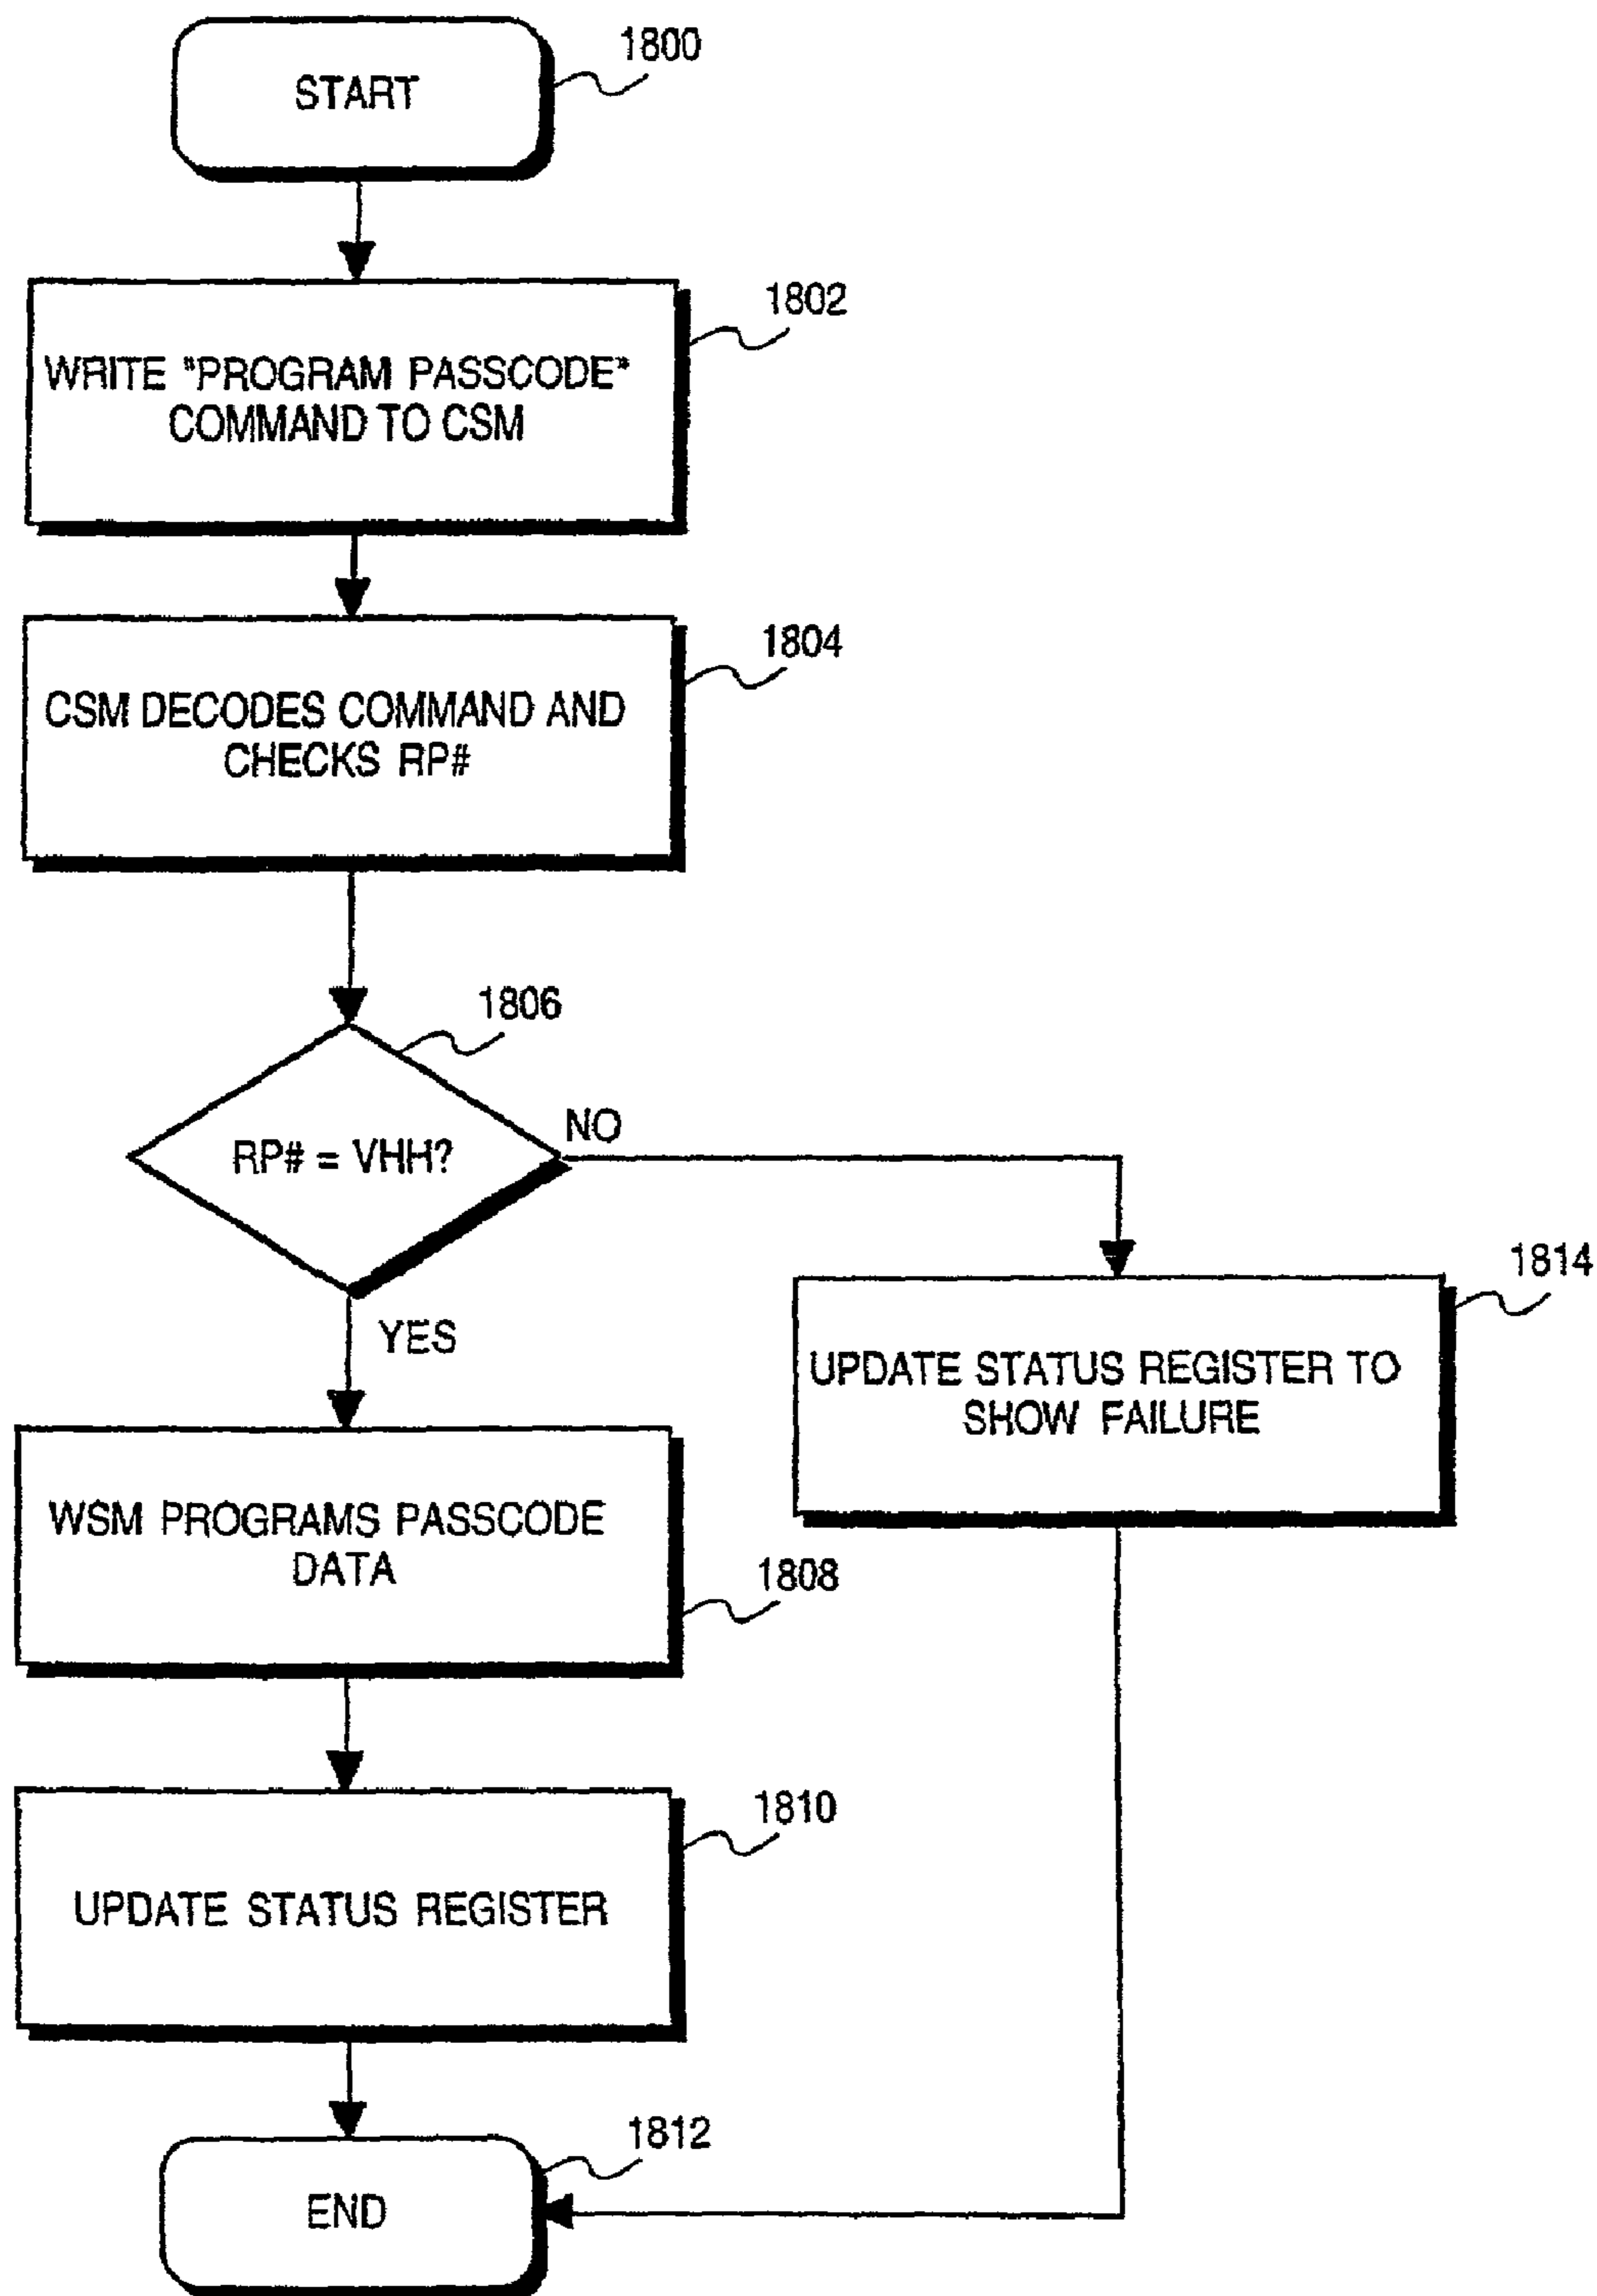 START
1800
WRITE "PROGRAM PASSCODE"
COMMAND TO CSM
1802
CSM DECODES COMMAND AND
CHECKS RP#
1804
RP# = VHH?
1806
NO
YES
UPDATE STATUS REGISTER TO
SHOW FAILURE
1814
WSM PROGRAMS PASSCODE
DATA
1808
UPDATE STATUS REGISTER
1810
END
1812